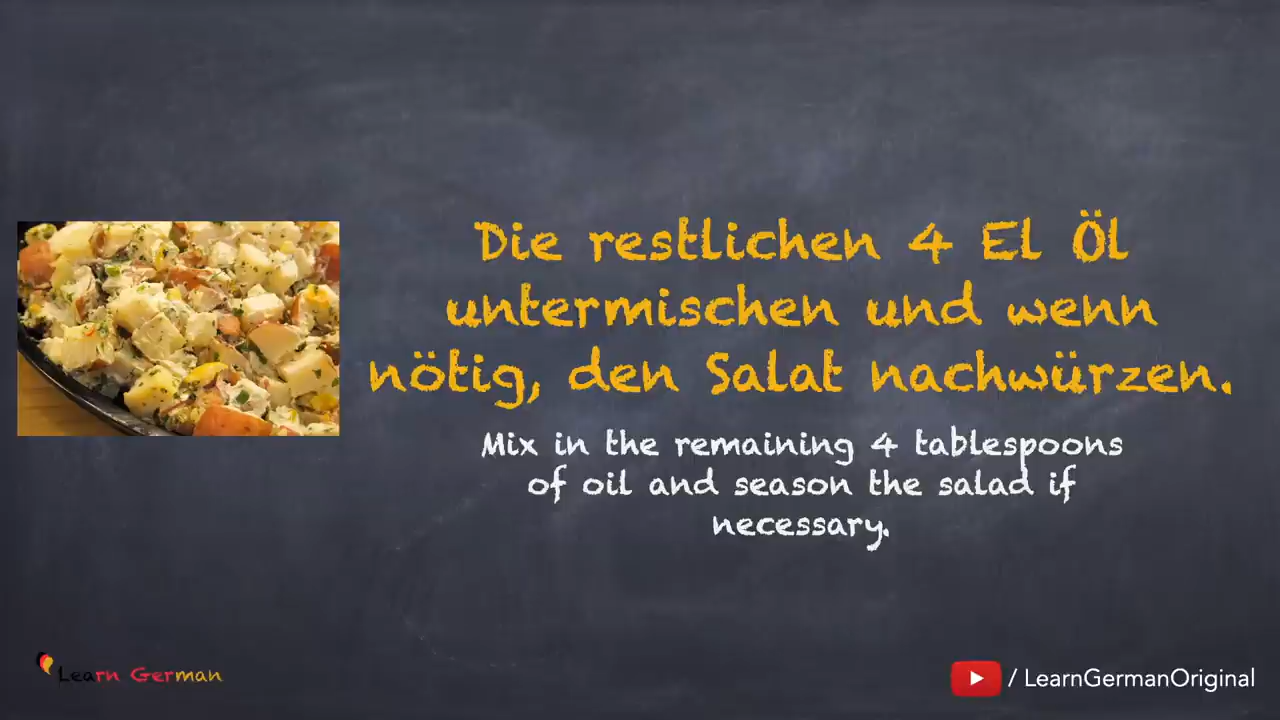 Die restlichen 4 El Öl
untermischen und wenn
nötig, den Salat nachwürzen.
Mix in the remaining 4 tablespoons
of oil and season the salad if
necessary.
Learn German
/ LearnGermanOriginal